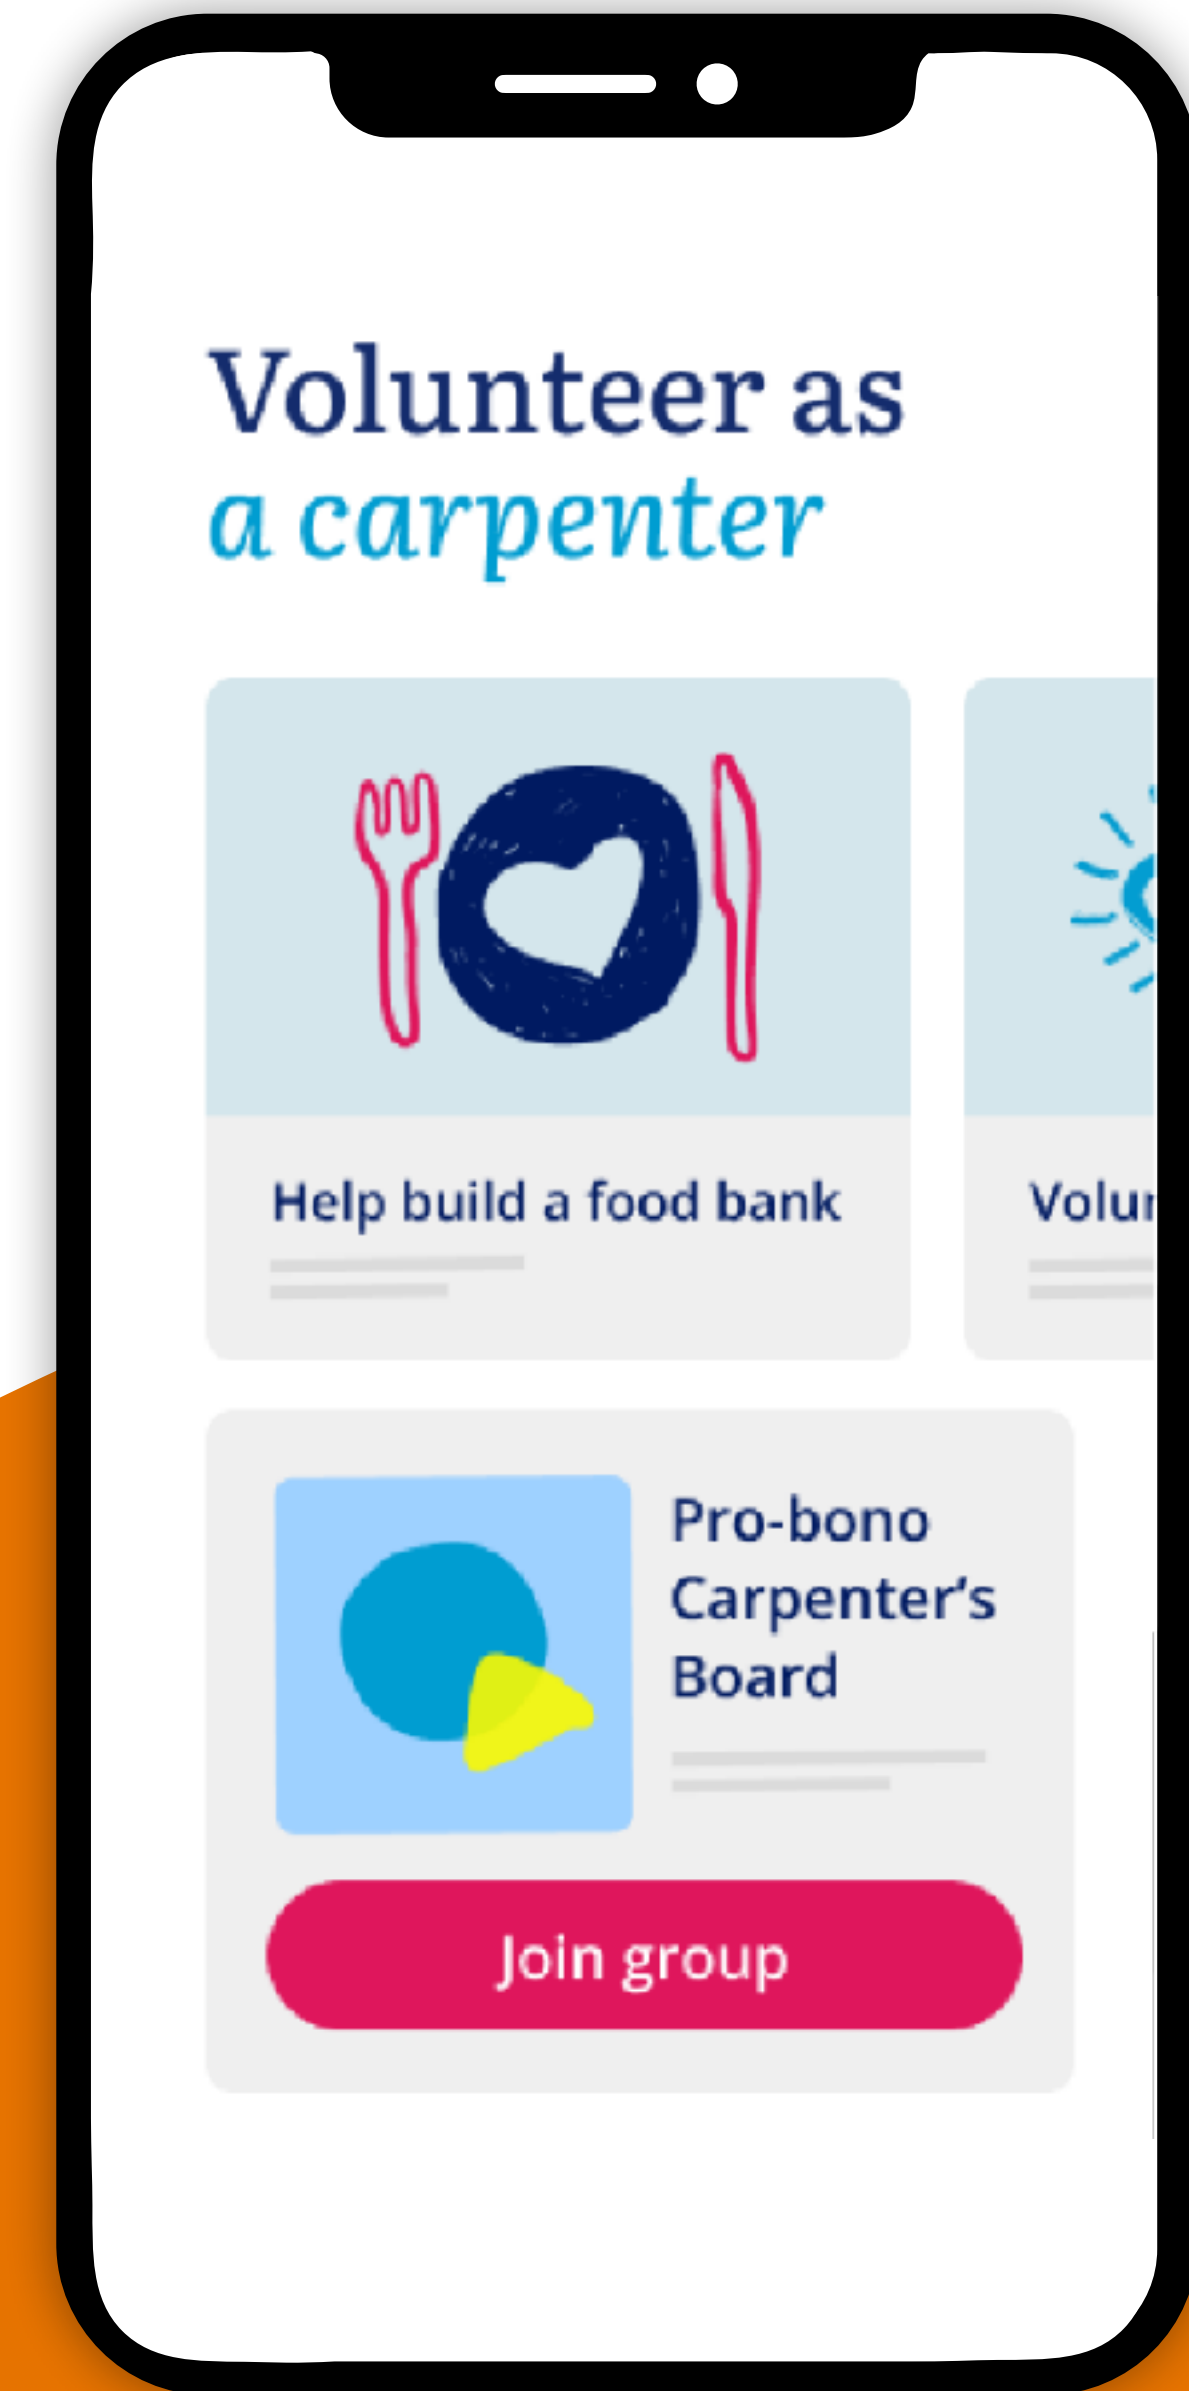 Volunteer as
a carpenter
Help build a food bank
Pro-bono
Carpenter’s
Board
Join group